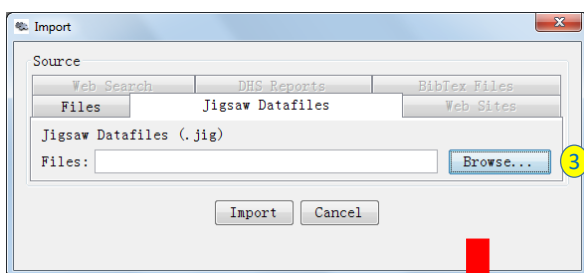 Import
Source
Web Search DHS Reports BibTex Files
Files Jigsaw Datafiles Web Sites
Jigsaw Datafiles (.jig)
Files: Browse... 3
Import Cancel